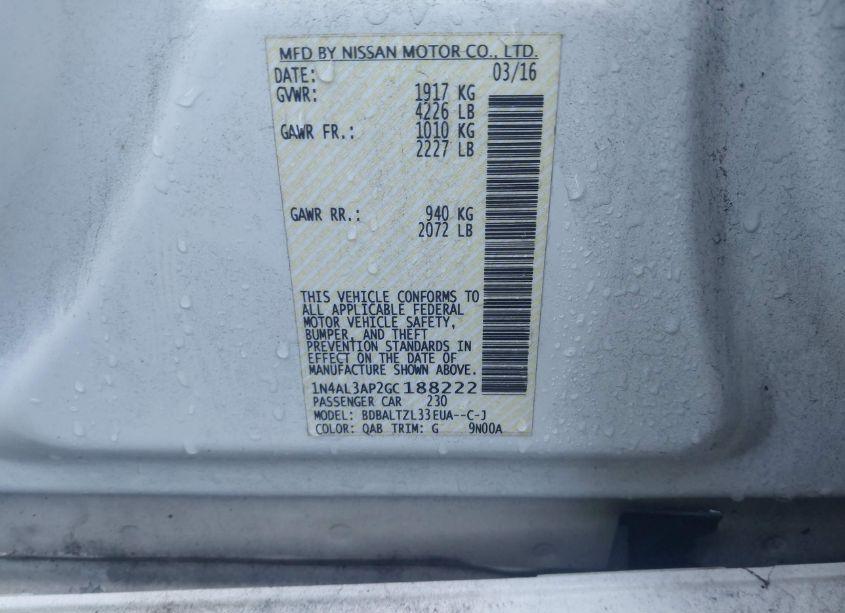 MFD BY NISSAN MOTOR CO., LTD.
DATE: 03/16
GVWR: 1917 KG
4226 LB
GAWR FR.: 1010 KG
2227 LB
GAWR RR.: 940 KG
2072 LB
THIS VEHICLE CONFORMS TO
ALL APPLICABLE FEDERAL
MOTOR VEHICLE SAFETY,
BUMPER, AND THEFT
PREVENTION STANDARDS IN
EFFECT ON THE DATE OF
MANUFACTURE SHOWN ABOVE.
1N4AL3AP2GC188222
PASSENGER CAR 230
MODEL: BDBALTZL33EUA--C-J
COLOR: QAB TRIM: G 9N00A